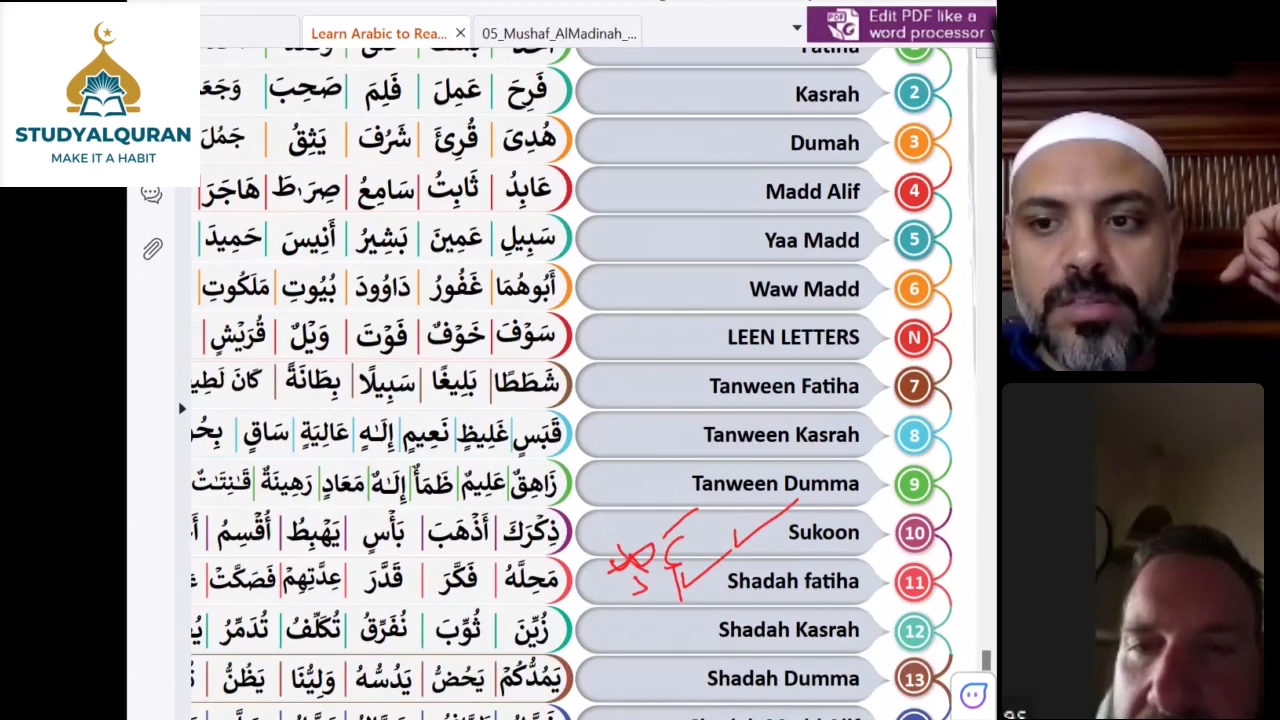 Learn Arabic to Rea... × 05_Mushaf_AlMadinah_...
Edit PDF like a
word processor
STUDYALQURAN
MAKE IT A HABIT
2 Kasrah فَرِحَ عَمِلَ فَلِمَ صَحِبَ
3 Dumah هُدِىَ قُرِئَ شَرُفَ يَثِقُ جَمُلَ
4 Madd Alif عَابِدُ ثَابِتُ سَامِعُ صِرَٰطَ هَاجَرَ
5 Yaa Madd سَبِيلِ عَمِينَ بَشِيرُ أَنِيسَ حَمِيدَ
6 Waw Madd أَبُوهُمَا غَفُورُ دَاوُودَ بُيُوتِ مَلَكُوتِ
N LEEN LETTERS سَوْفَ خَوْفٌ فَوْتَ وَيْلٌ قُرَيْشٍ
7 Tanween Fatiha شَطَطًا بَلِيغًا سَبِيلًا بِطَانَةً كَانَ
8 Tanween Kasrah قَبَسٍ غَلِيظٍ نَعِيمٍ إِلَـٰهٍ عَالِيَةٍ سَاقٍ
9 Tanween Dumma زَاهِقٌ عَلِيمٌ ظَمَأٌ إِلَـٰهٌ مَعَادٍ رَهِينَةٌ قَـٰنِتَـٰتٌ
10 Sukoon ذِكْرَكَ أَذْهَبَ بَأْسٍ يَهْبِطُ أُقْسِمُ
11 Shadah fatiha مَحِلَّهُ فَكَّرَ قَدَّرَ عِدَّتِهِمْ فَصَكَّتْ
12 Shadah Kasrah زُيِّنَ ثُوِّبَ نُفَرِّقُ تُكَلِّفُ تُدَمِّرُ
13 Shadah Dumma يَمُدُّكُمْ يَحُضُّ يَدُسُّهُ وَلِيُّنَا يَظُنُّ